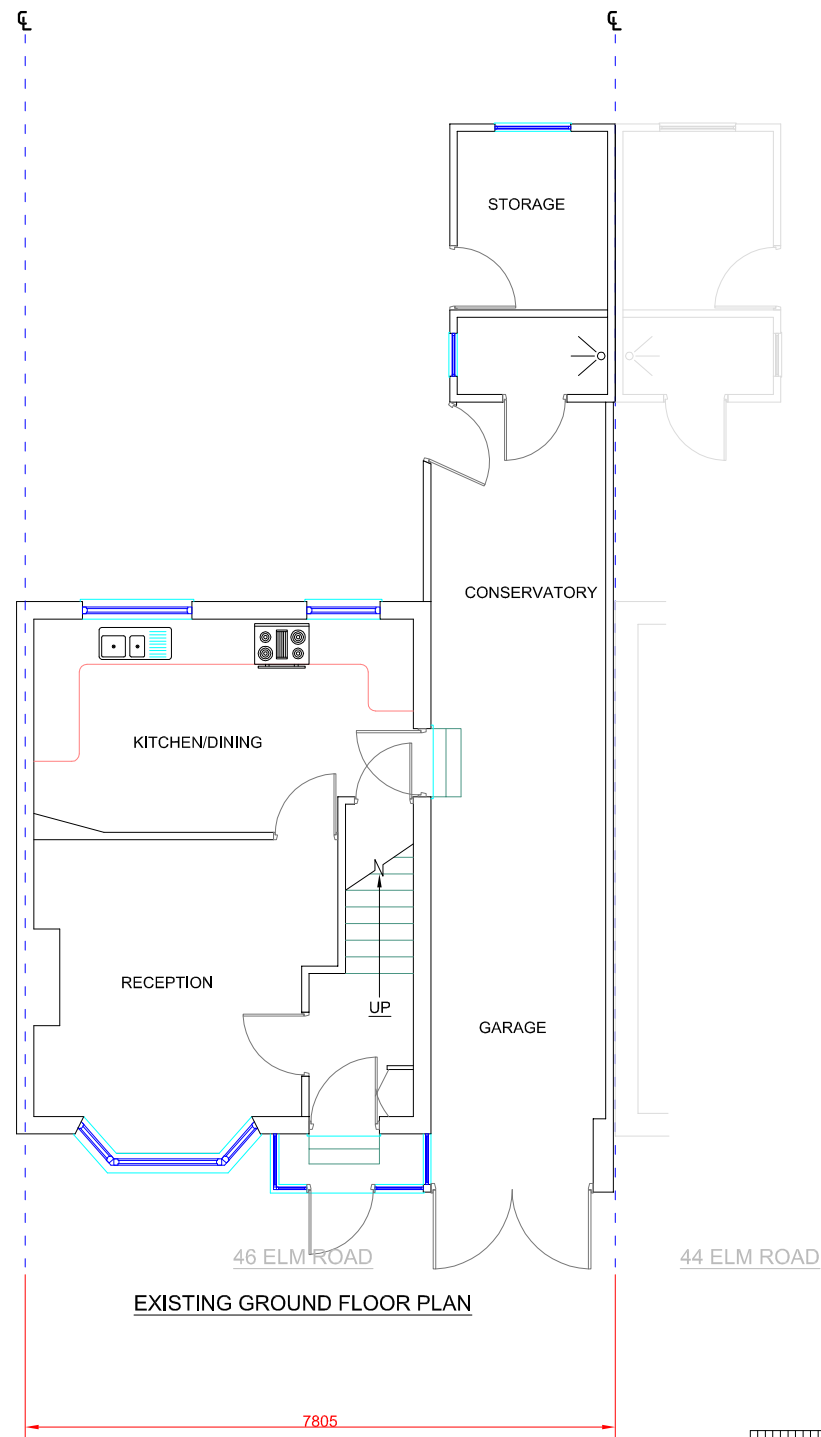 ℄ ℄
STORAGE
CONSERVATORY
KITCHEN/DINING
RECEPTION
UP
GARAGE
46 ELM ROAD
44 ELM ROAD
EXISTING GROUND FLOOR PLAN
7805